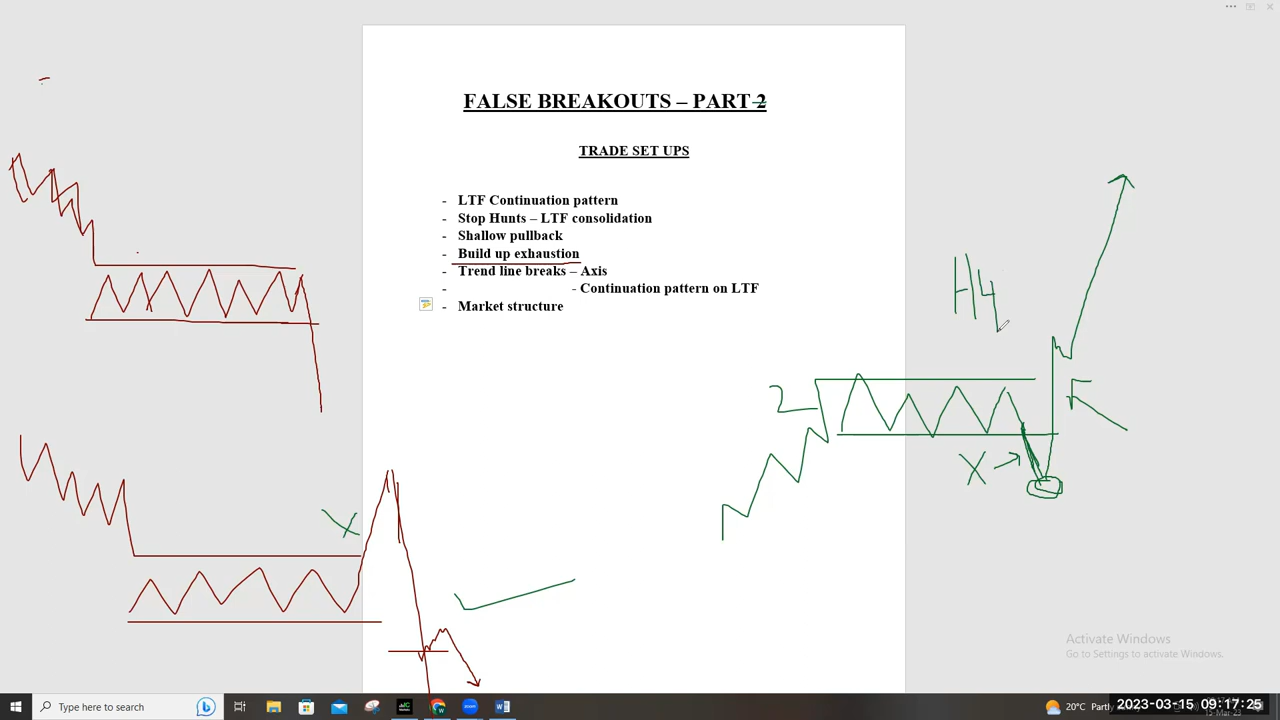 FALSE BREAKOUTS – PART 2
TRADE SET UPS
- LTF Continuation pattern
- Stop Hunts – LTF consolidation
- Shallow pullback
- Build up exhaustion
- Trend line breaks – Axis
- - Continuation pattern on LTF
- Market structure
H4
2
X
X
Activate Windows
Go to Settings to activate Windows.
Type here to search
20°C Partly
2023-03-15 09:17:25